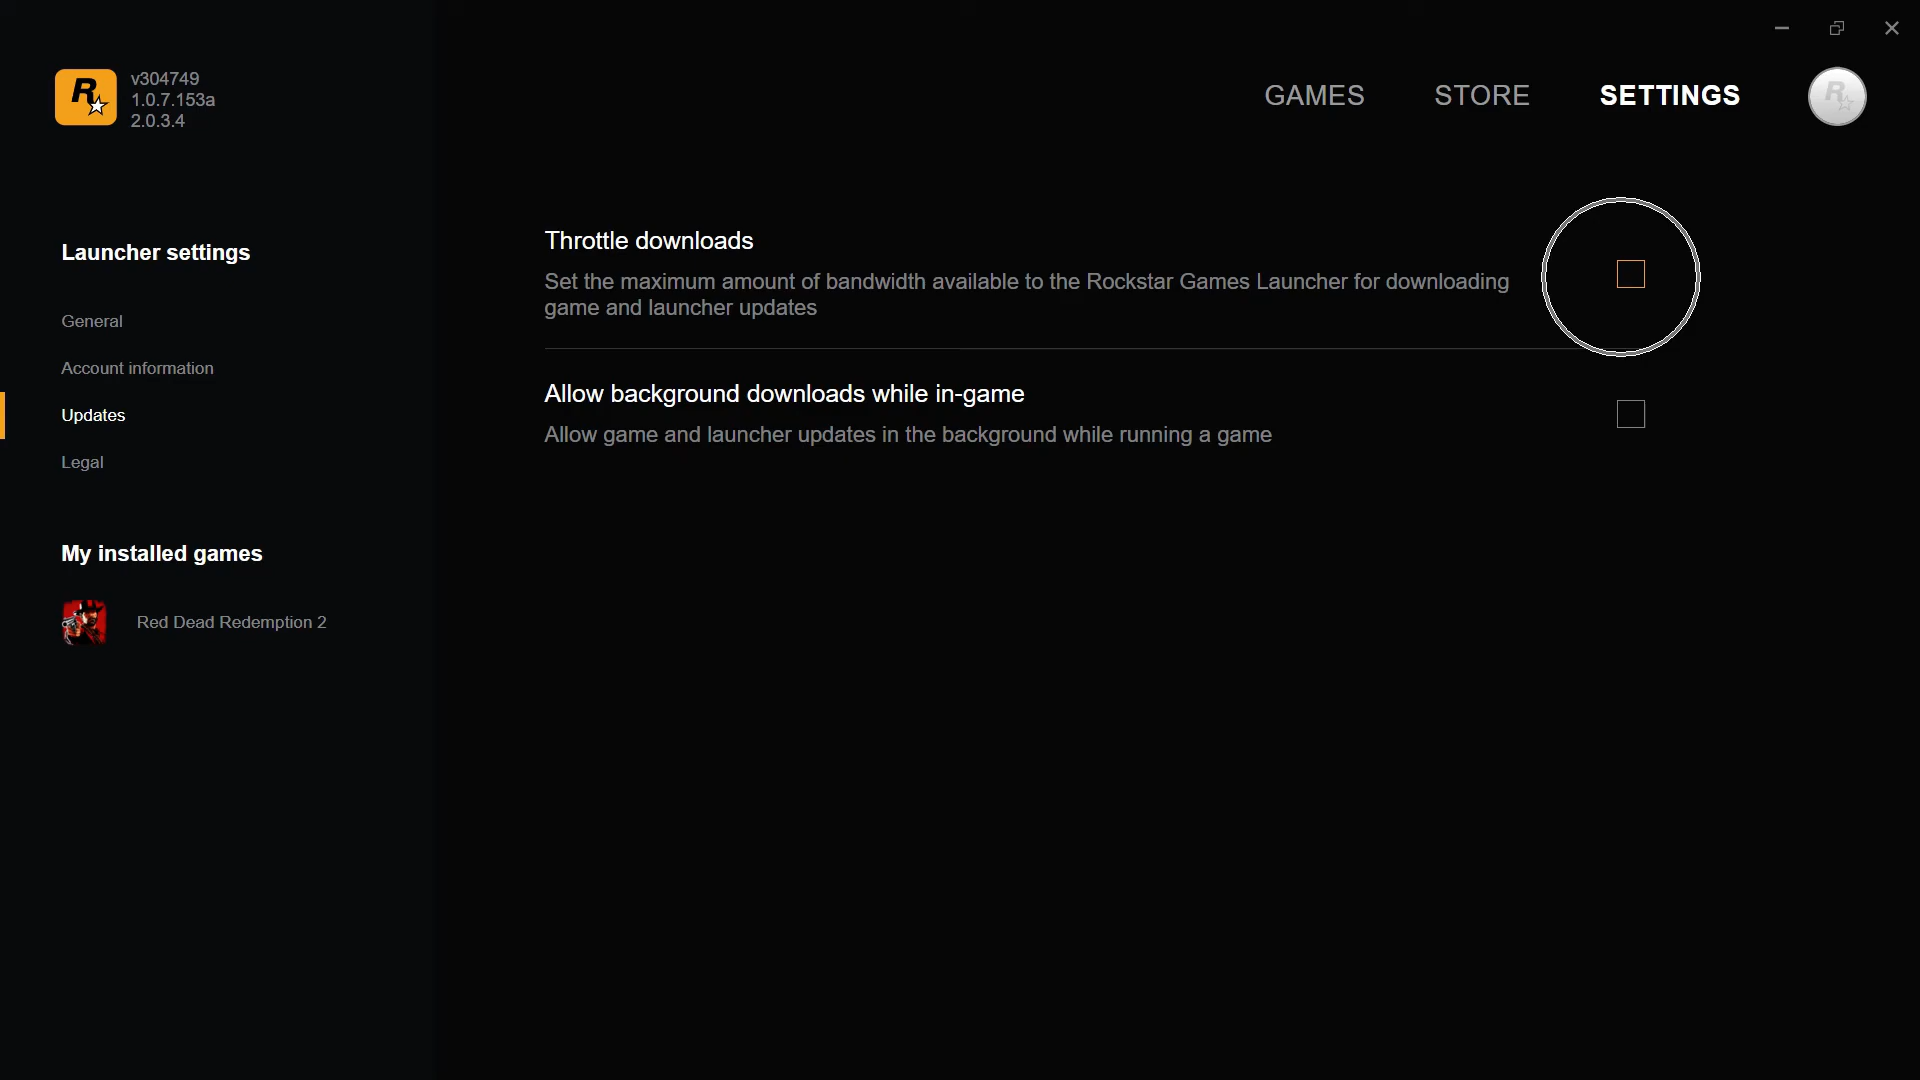 v304749
1.0.7.153a
2.0.3.4
GAMES
STORE
SETTINGS
Launcher settings
General
Account information
Updates
Legal
My installed games
Red Dead Redemption 2
Throttle downloads
Set the maximum amount of bandwidth available to the Rockstar Games Launcher for downloading
game and launcher updates
Allow background downloads while in-game
Allow game and launcher updates in the background while running a game